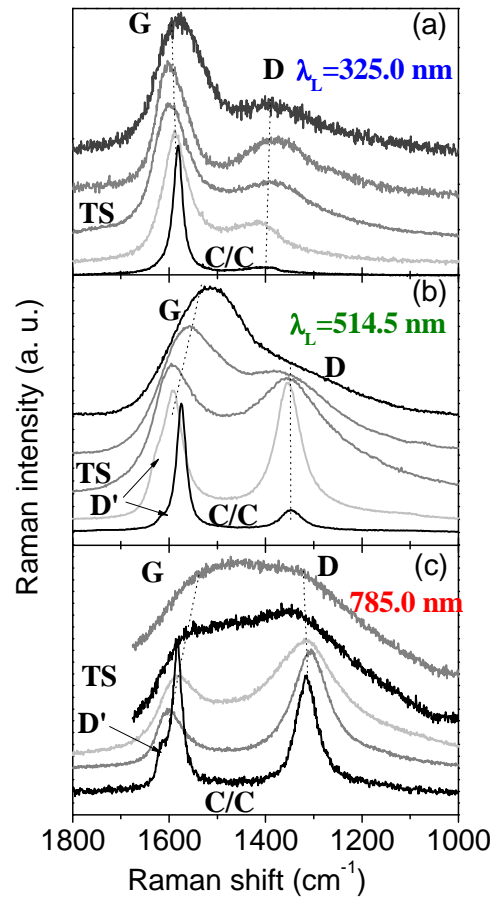 G
(a)
D
λL=325.0 nm
TS
C/C
(b)
G
λL=514.5 nm
D
TS
D'
C/C
G
D
(c)
785.0 nm
TS
D'
C/C
1800 1600 1400 1200 1000
Raman shift (cm-1)
Raman intensity (a. u.)